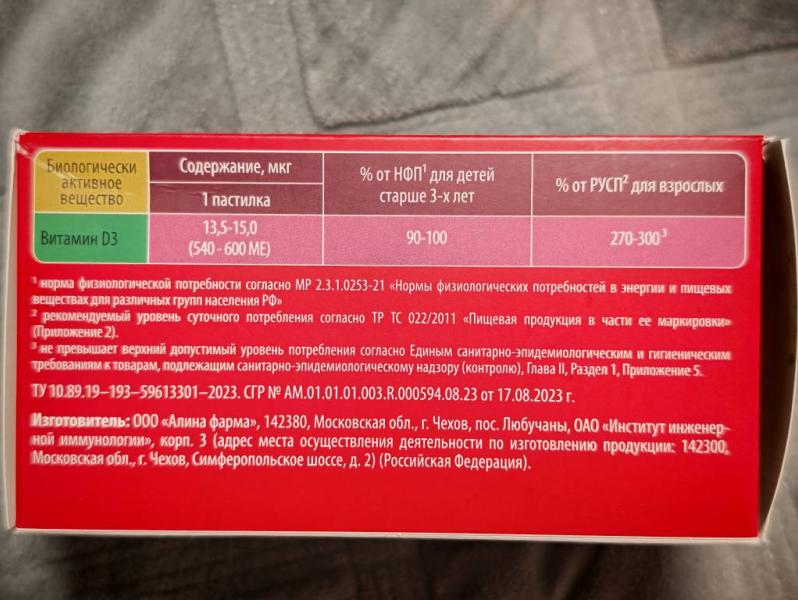 Биологически
активное
вещество
Содержание, мкг
1 пастилка
% от НФП¹ для детей
старше 3-х лет
% от РУСП² для взрослых
Витамин D3
13,5-15,0
(540 - 600 МЕ)
90-100
270-300³
¹ норма физиологической потребности согласно МР 2.3.1.0253-21 «Нормы физиологических потребностей в энергии и пищевых
веществах для различных групп населения РФ»
² рекомендуемый уровень суточного потребления согласно ТР ТС 022/2011 «Пищевая продукция в части ее маркировки»
(Приложение 2).
³ не превышает верхний допустимый уровень потребления согласно Единым санитарно-эпидемиологическим и гигиеническим
требованиям к товарам, подлежащим санитарно-эпидемиологическому надзору (контролю), Глава II, Раздел 1, Приложение 5.
ТУ 10.89.19–193–59613301–2023. СГР № АМ.01.01.01.003.R.000594.08.23 от 17.08.2023 г.
Изготовитель: ООО «Алина фарма», 142380, Московская обл., г. Чехов, пос. Любучаны, ОАО «Институт инженер-
ной иммунологии», корп. 3 (адрес места осуществления деятельности по изготовлению продукции: 142300,
Московская обл., г. Чехов, Симферопольское шоссе, д. 2) (Российская Федерация).